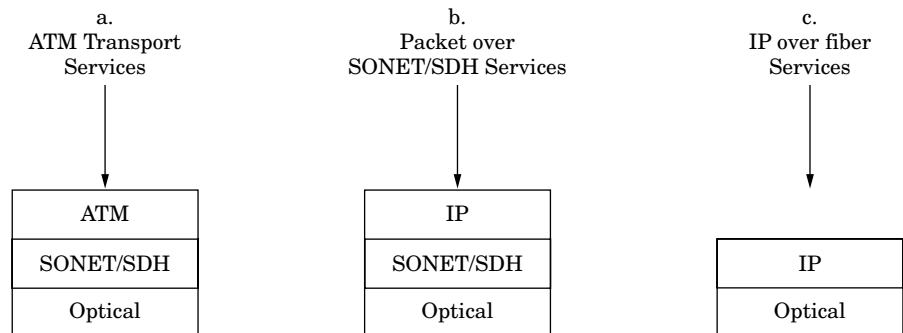 a.
ATM Transport
Services
b.
Packet over
SONET/SDH Services
c.
IP over fiber
Services
ATM
SONET/SDH
Optical
IP
SONET/SDH
Optical
IP
Optical